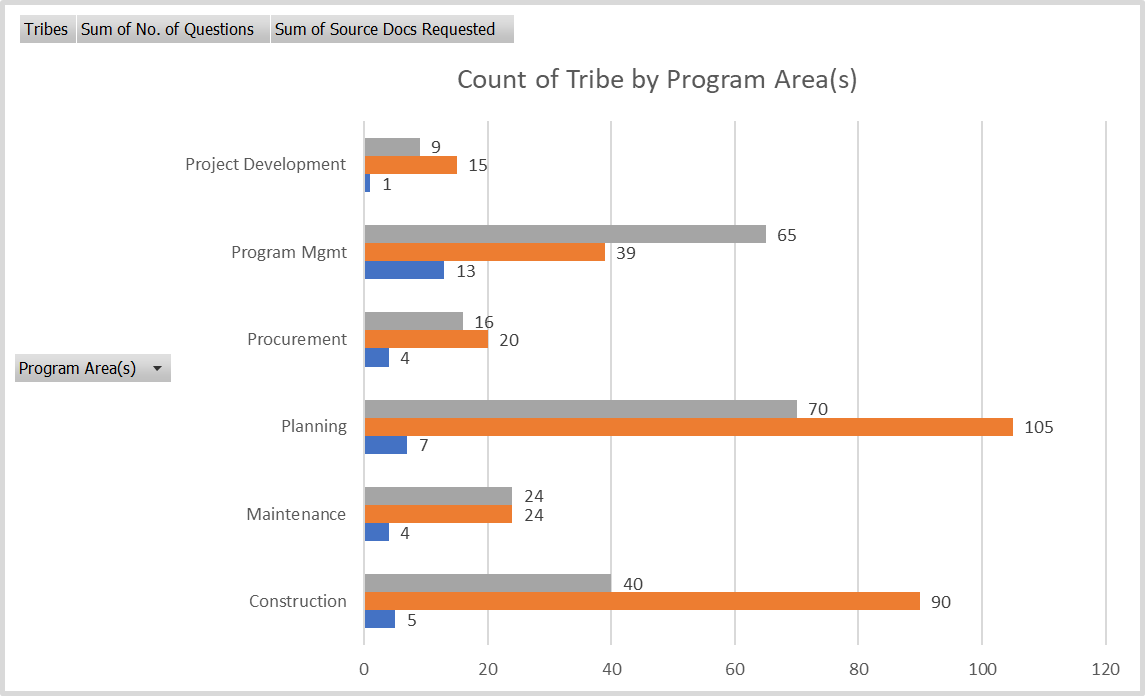 Tribes Sum of No. of Questions Sum of Source Docs Requested
Count of Tribe by Program Area(s)
Project Development
9
15
1
Program Mgmt
65
39
13
Procurement
16
20
4
Program Area(s)
Planning
70
105
7
Maintenance
24
24
4
Construction
40
90
5
0 20 40 60 80 100 120